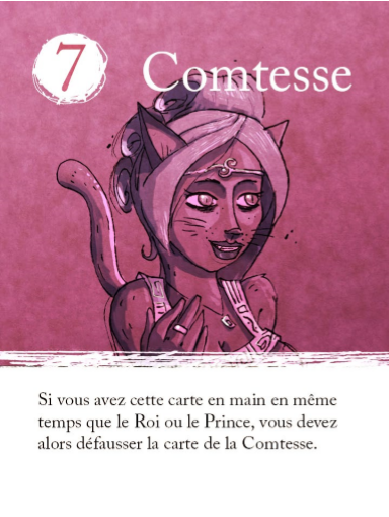 7 Comtesse
Si vous avez cette carte en main en même
temps que le Roi ou le Prince, vous devez
alors défausser la carte de la Comtesse.